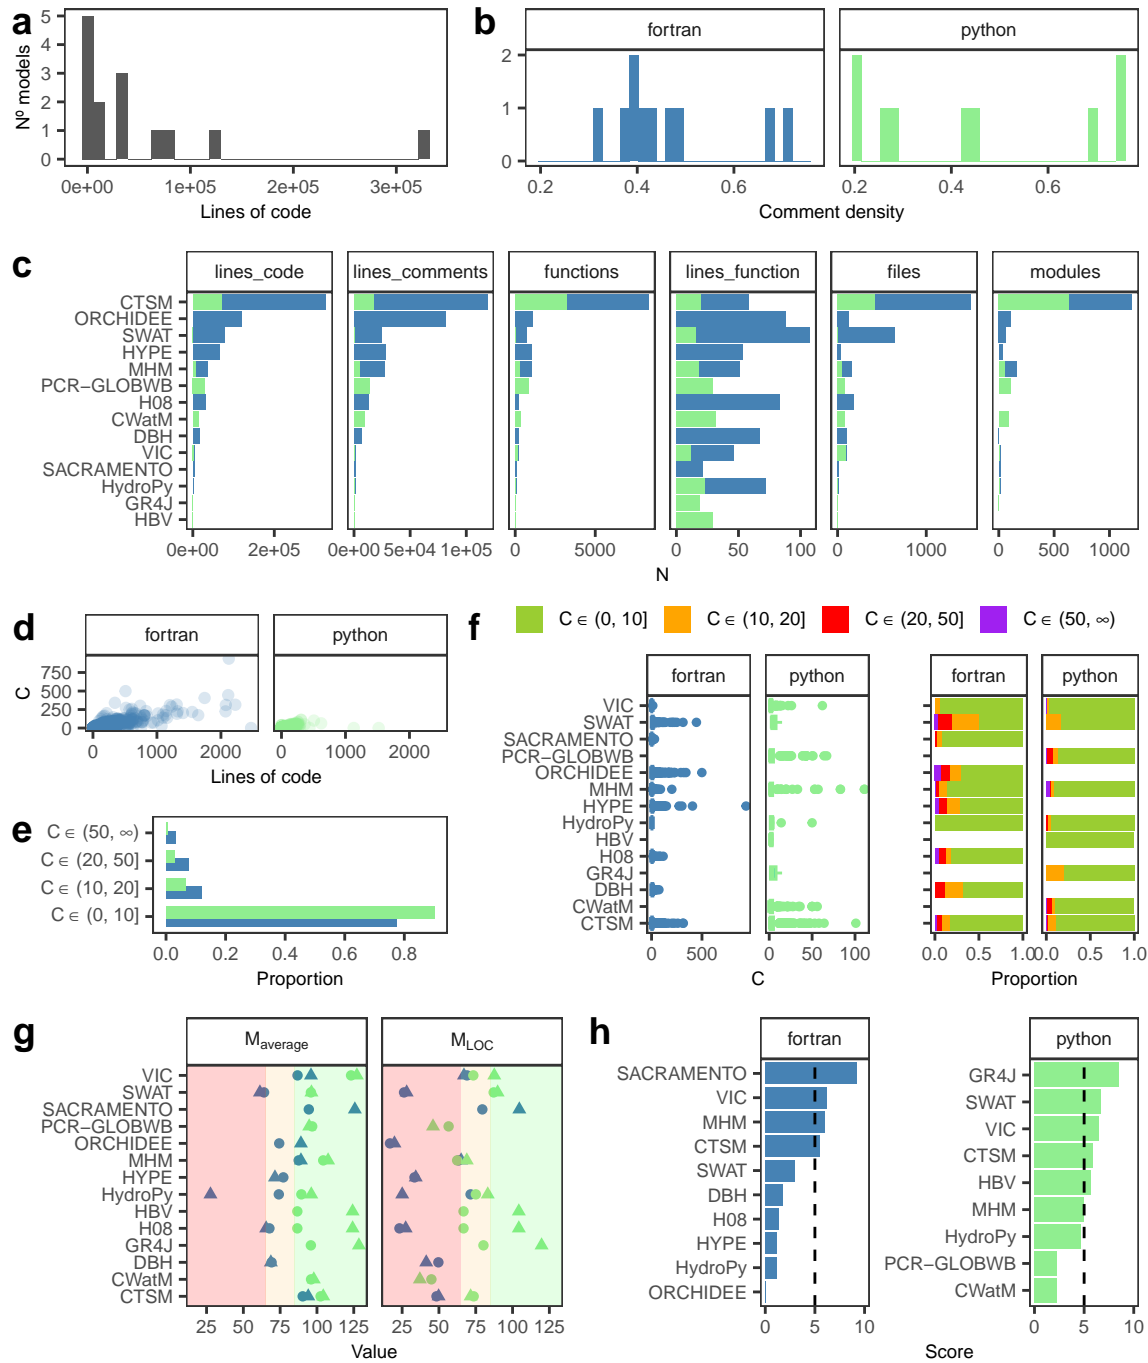 a
Nº models
5
4
3
2
1
0
0e+00 1e+05 2e+05 3e+05
Lines of code
b
fortran python
2
1
0
0.2 0.4 0.6 0.2 0.4 0.6
Comment density
c
lines_code lines_comments functions lines_function files modules
CTSM
ORCHIDEE
SWAT
HYPE
MHM
PCR−GLOBWB
H08
CWatM
DBH
VIC
SACRAMENTO
HydroPy
GR4J
HBV
0e+00 2e+05 0e+00 5e+04 1e+05 0 5000 0 50 100 0 1000 0 500 1000
N
d
fortran python
C
750
500
250
0
0 1000 2000 0 1000 2000
Lines of code
e
C ∈ (50, ∞)
C ∈ (20, 50]
C ∈ (10, 20]
C ∈ (0, 10]
0.0 0.2 0.4 0.6 0.8
Proportion
f
C ∈ (0, 10] C ∈ (10, 20] C ∈ (20, 50] C ∈ (50, ∞)
fortran python fortran python
VIC
SWAT
SACRAMENTO
PCR−GLOBWB
ORCHIDEE
MHM
HYPE
HydroPy
HBV
H08
GR4J
DBH
CWatM
CTSM
0 500 0 50 100 0.0 0.5 1.0 0.0 0.5 1.0
C Proportion
g
M average M LOC
VIC
SWAT
SACRAMENTO
PCR−GLOBWB
ORCHIDEE
MHM
HYPE
HydroPy
HBV
H08
GR4J
DBH
CWatM
CTSM
25 50 75 100 125 25 50 75 100 125
Value
h
fortran python
SACRAMENTO
VIC
MHM
CTSM
SWAT
DBH
H08
HYPE
HydroPy
ORCHIDEE
0 5 10
GR4J
SWAT
VIC
CTSM
HBV
MHM
HydroPy
PCR−GLOBWB
CWatM
0 5 10
Score